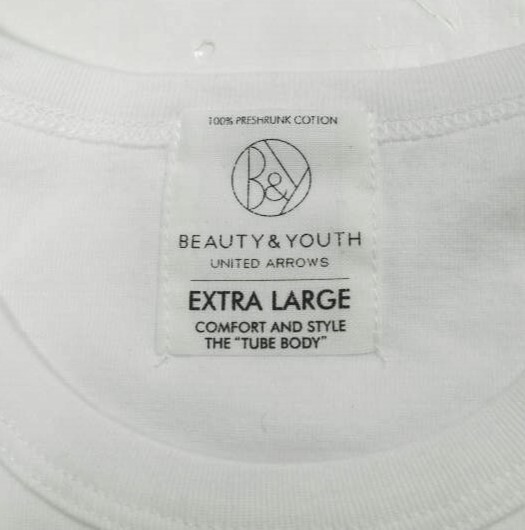 100% PRESHRUNK COTTON
B&Y
BEAUTY & YOUTH
UNITED ARROWS
EXTRA LARGE
COMFORT AND STYLE
THE "TUBE BODY"